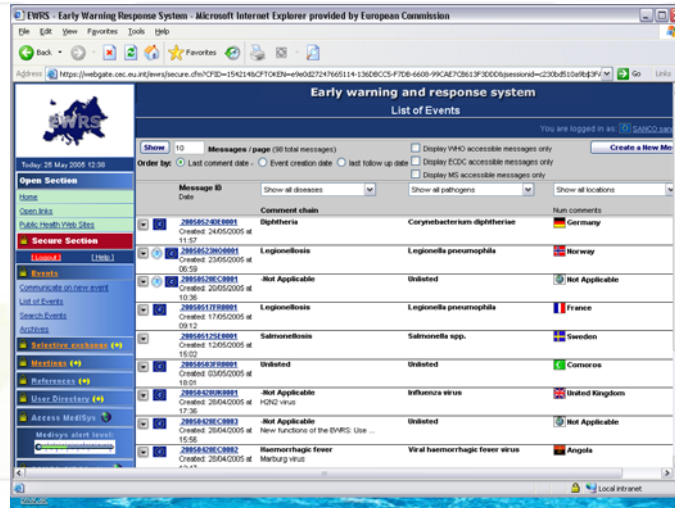 EWRS - Early Warning Response System - Microsoft Internet Explorer provided by European Commission
File Edit View Favorites Tools Help
Back Favorites
Address https://webgate.cec.eu.int/ewrs/secure.cfm? Go Links
EWRS
Early warning and response system
List of Events
You are logged in as: SANCO
Today: 25 May 2005 12:38
Show 10 Messages / page (98 total messages) Display WHO accessible messages only Create a New Me
Order by: Last comment date - Event creation date last follow up date Display ECDC accessible messages only
Display MS accessible messages only
Open Section
Home
Open links
Public Health Web Sites
Secure Section
[Logout] [Help]
Events
Communicate on new event
List of Events
Search Events
Archives
Selective exchange (*)
Meetings (*)
References (*)
User Directory (*)
Access MediSys
Medisys alert level:
Message ID Show all diseases Show all pathogens Show all locations
Date
Comment chain Num comments
20050524DE0001 Diphtheria Corynebacterium diphtheriae Germany
Created: 24/05/2005 at
11:57
20050523NO0001 Legionellosis Legionella pneumophila Norway
Created: 23/05/2005 at
06:59
20050520EC0001 -Not Applicable Unlisted Not Applicable
Created: 20/05/2005 at
10:36
20050517FR0001 Legionellosis Legionella pneumophila France
Created: 17/05/2005 at
09:12
20050512SE0001 Salmonellosis Salmonella spp. Sweden
Created: 12/05/2005 at
15:02
20050503FR0001 Unlisted Unlisted Comoros
Created: 03/05/2005 at
18:01
20050428UK0001 -Not Applicable Influenza virus United Kingdom
Created: 28/04/2005 at H2N2 virus
17:36
20050428EC0003 -Not Applicable Unlisted Not Applicable
Created: 28/04/2005 at New functions of the EWRS: Use ...
15:56
20050428EC0002 Haemorrhagic fever Viral haemorrhagic fever virus Angola
Created: 28/04/2005 at Marburg virus
Local intranet